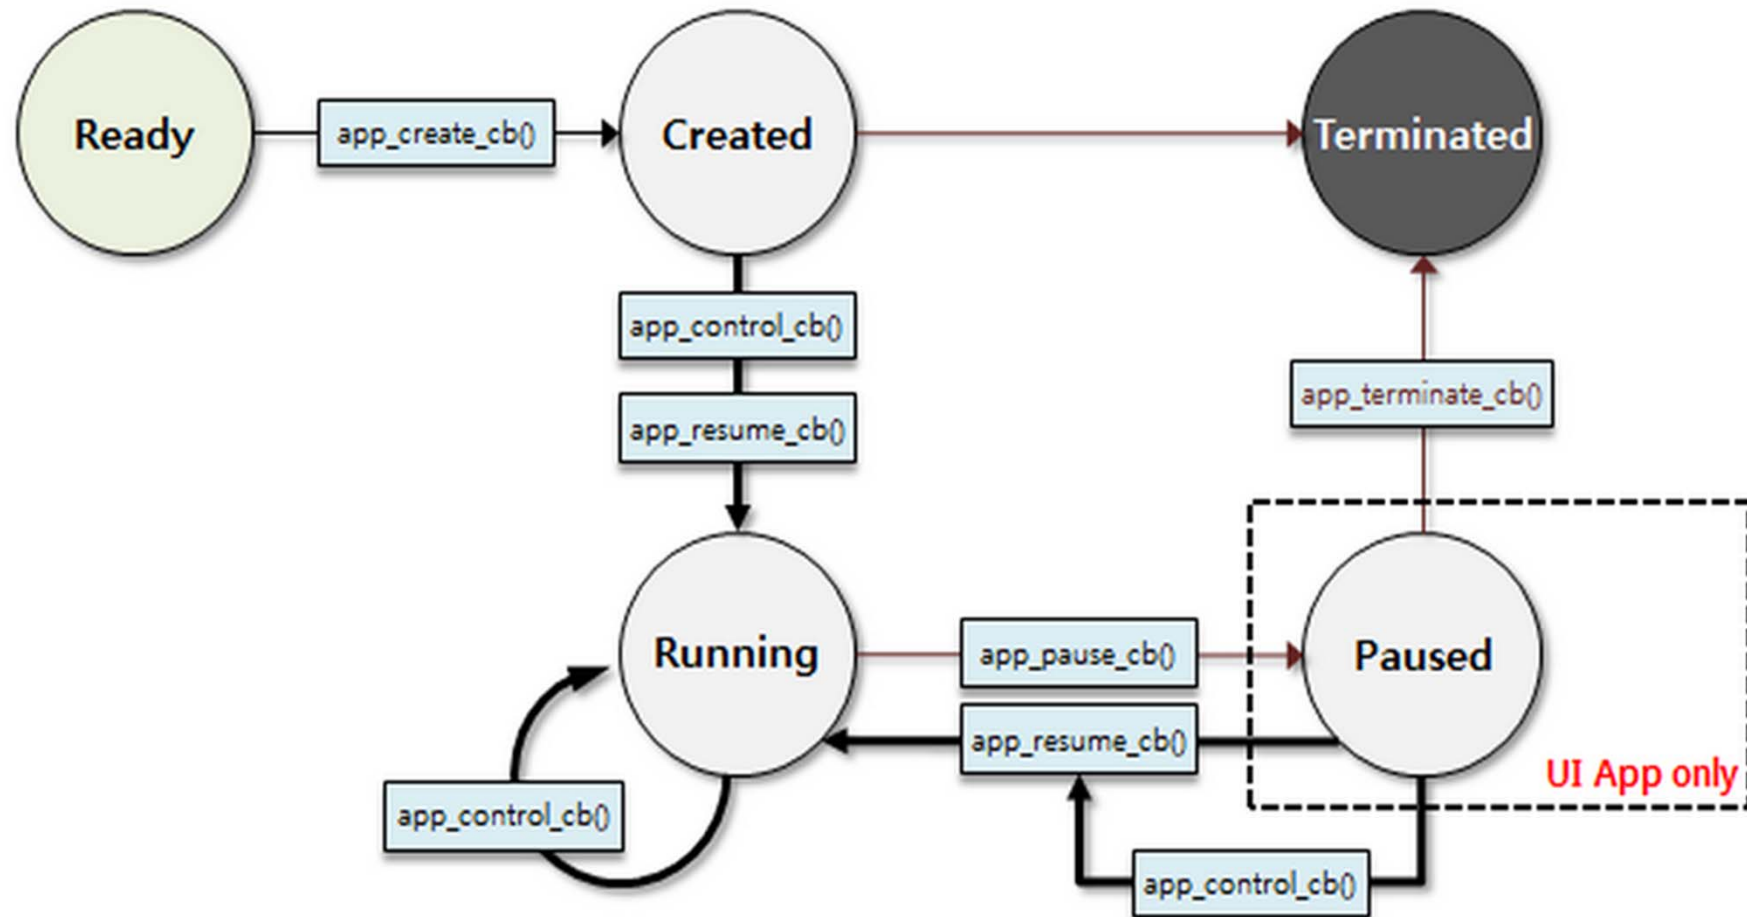 Ready
app_create_cb()
Created
Terminated
app_control_cb()
app_resume_cb()
app_terminate_cb()
Running
app_pause_cb()
Paused
app_resume_cb()
UI App only
app_control_cb()
app_control_cb()